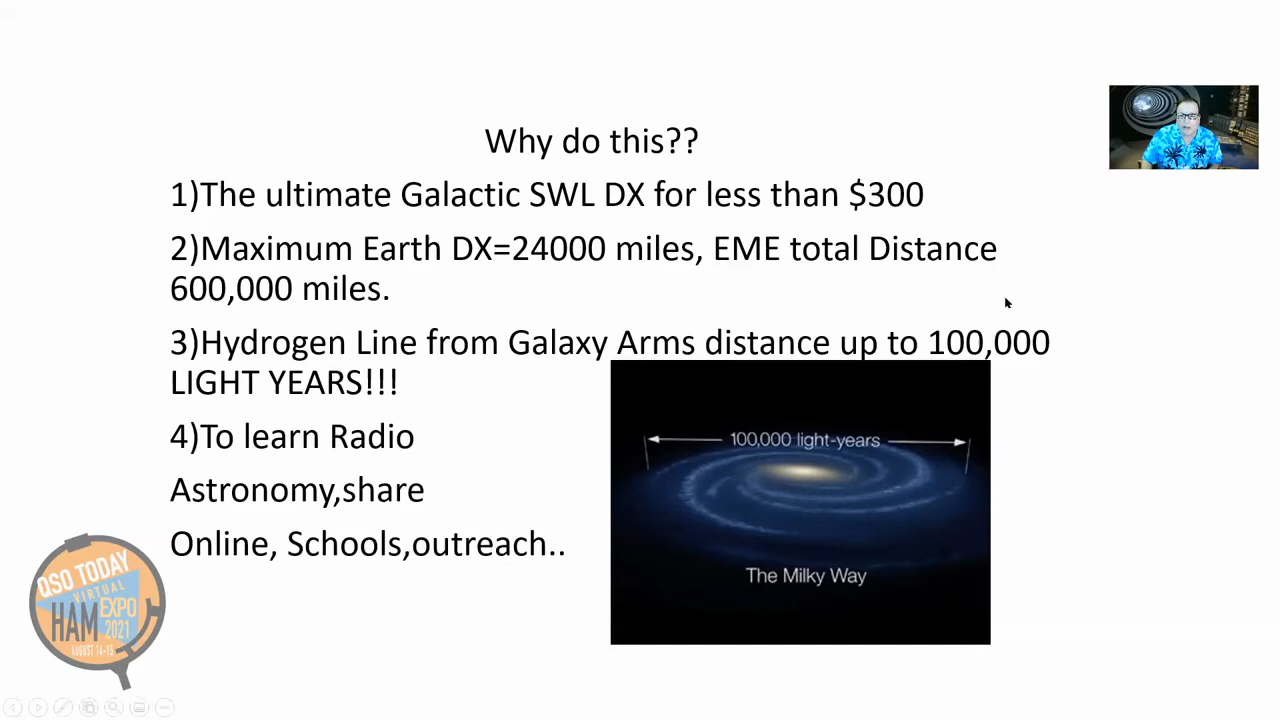 Why do this??
1)The ultimate Galactic SWL DX for less than $300
2)Maximum Earth DX=24000 miles, EME total Distance
600,000 miles.
3)Hydrogen Line from Galaxy Arms distance up to 100,000
LIGHT YEARS!!!
4)To learn Radio
Astronomy,share
Online, Schools,outreach..
100,000 light-years
The Milky Way
QSO TODAY
VIRTUAL
HAM EXPO
2021
AUGUST 14-15